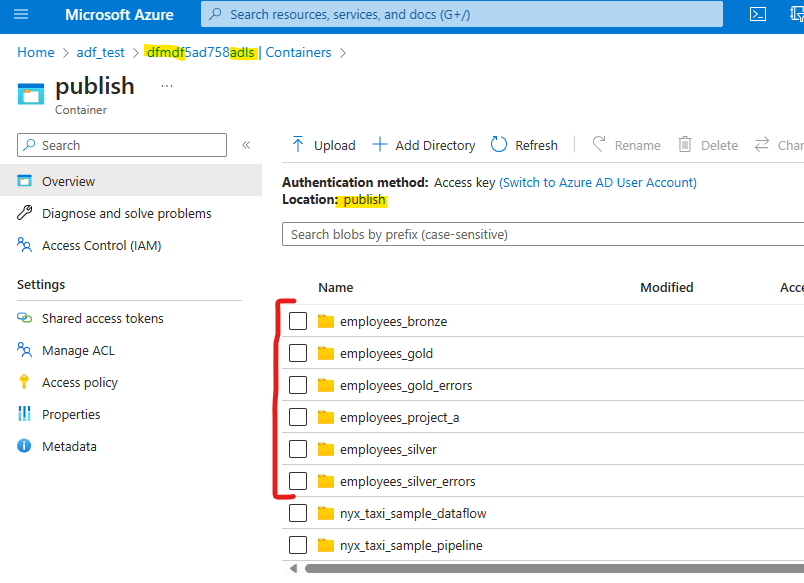 Microsoft Azure
Search resources, services, and docs (G+/)
Home > adf_test > dfmdf5ad758adls | Containers >
publish ...
Container
Search
«
Overview
Diagnose and solve problems
Access Control (IAM)
Settings
Shared access tokens
Manage ACL
Access policy
Properties
Metadata
Upload Add Directory Refresh Rename Delete Chan
Authentication method: Access key (Switch to Azure AD User Account)
Location: publish
Search blobs by prefix (case-sensitive)
Name Modified Acce
employees_bronze
employees_gold
employees_gold_errors
employees_project_a
employees_silver
employees_silver_errors
nyx_taxi_sample_dataflow
nyx_taxi_sample_pipeline